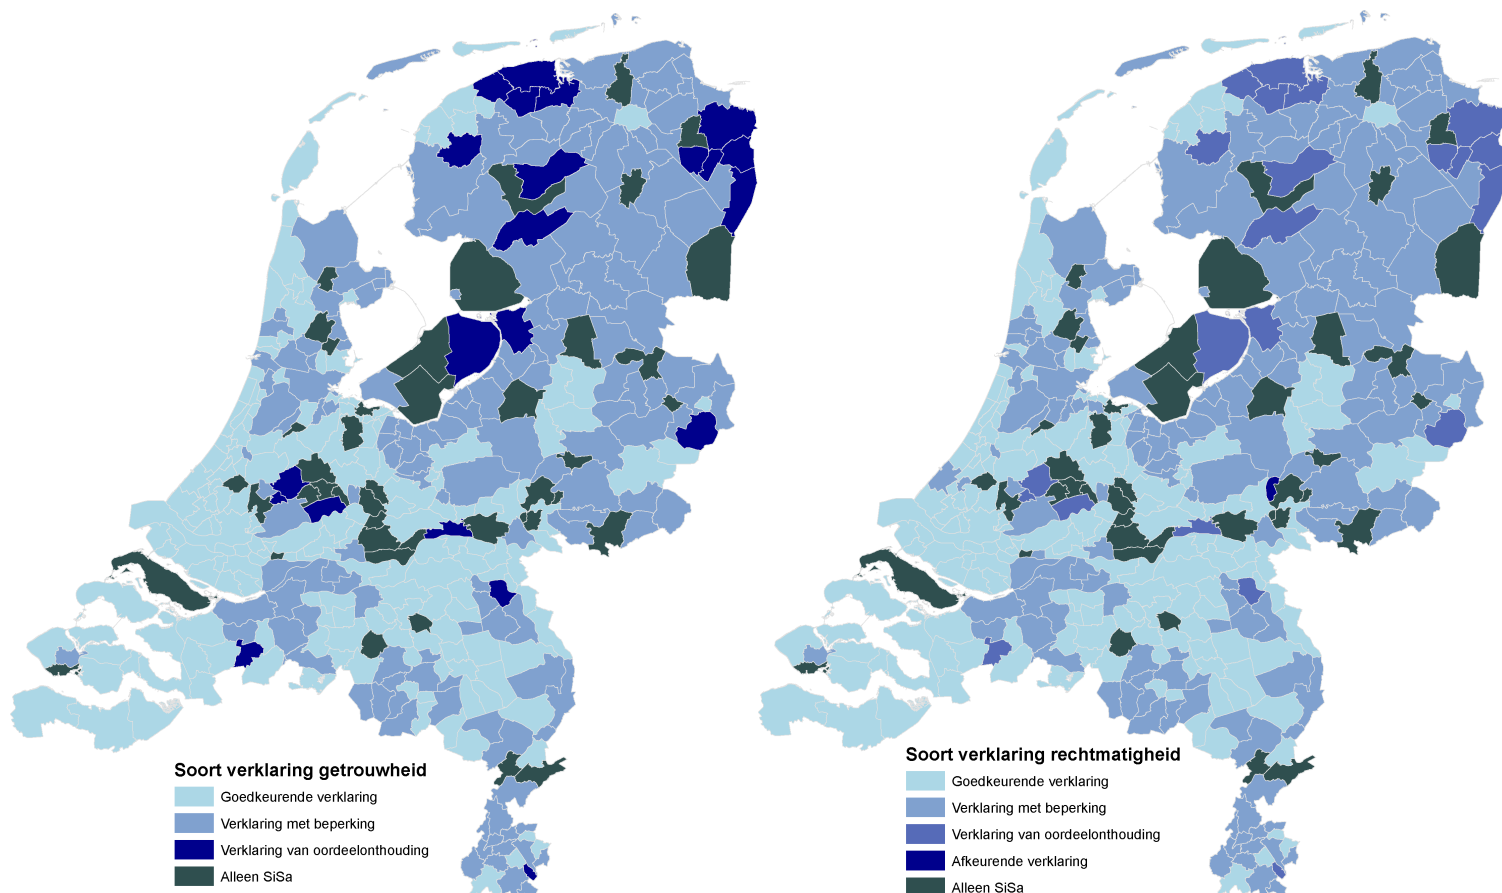 Soort verklaring getrouwheid
Goedkeurende verklaring
Verklaring met beperking
Verklaring van oordeelonthouding
Alleen SiSa
Soort verklaring rechtmatigheid
Goedkeurende verklaring
Verklaring met beperking
Verklaring van oordeelonthouding
Afkeurende verklaring
Alleen SiSa